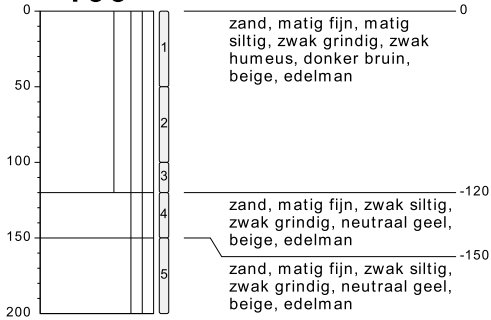 0
50
100
150
200
1
2
3
4
5
0
zand, matig fijn, matig
siltig, zwak grindig, zwak
humeus, donker bruin,
beige, edelman
-120
zand, matig fijn, zwak siltig,
zwak grindig, neutraal geel,
beige, edelman
-150
zand, matig fijn, zwak siltig,
zwak grindig, neutraal geel,
beige, edelman